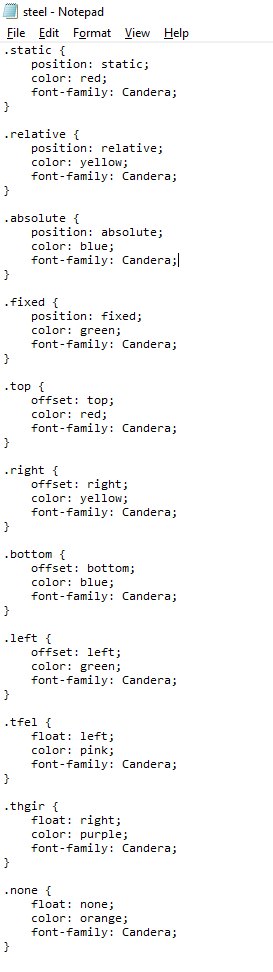 steel - Notepad
File Edit Format View Help
.static {
    position: static;
    color: red;
    font-family: Candera;
}

.relative {
    position: relative;
    color: yellow;
    font-family: Candera;
}

.absolute {
    position: absolute;
    color: blue;
    font-family: Candera;
}

.fixed {
    position: fixed;
    color: green;
    font-family: Candera;
}

.top {
    offset: top;
    color: red;
    font-family: Candera;
}

.right {
    offset: right;
    color: yellow;
    font-family: Candera;
}

.bottom {
    offset: bottom;
    color: blue;
    font-family: Candera;
}

.left {
    offset: left;
    color: green;
    font-family: Candera;
}

.tfel {
    float: left;
    color: pink;
    font-family: Candera;
}

.thgir {
    float: right;
    color: purple;
    font-family: Candera;
}

.none {
    float: none;
    color: orange;
    font-family: Candera;
}